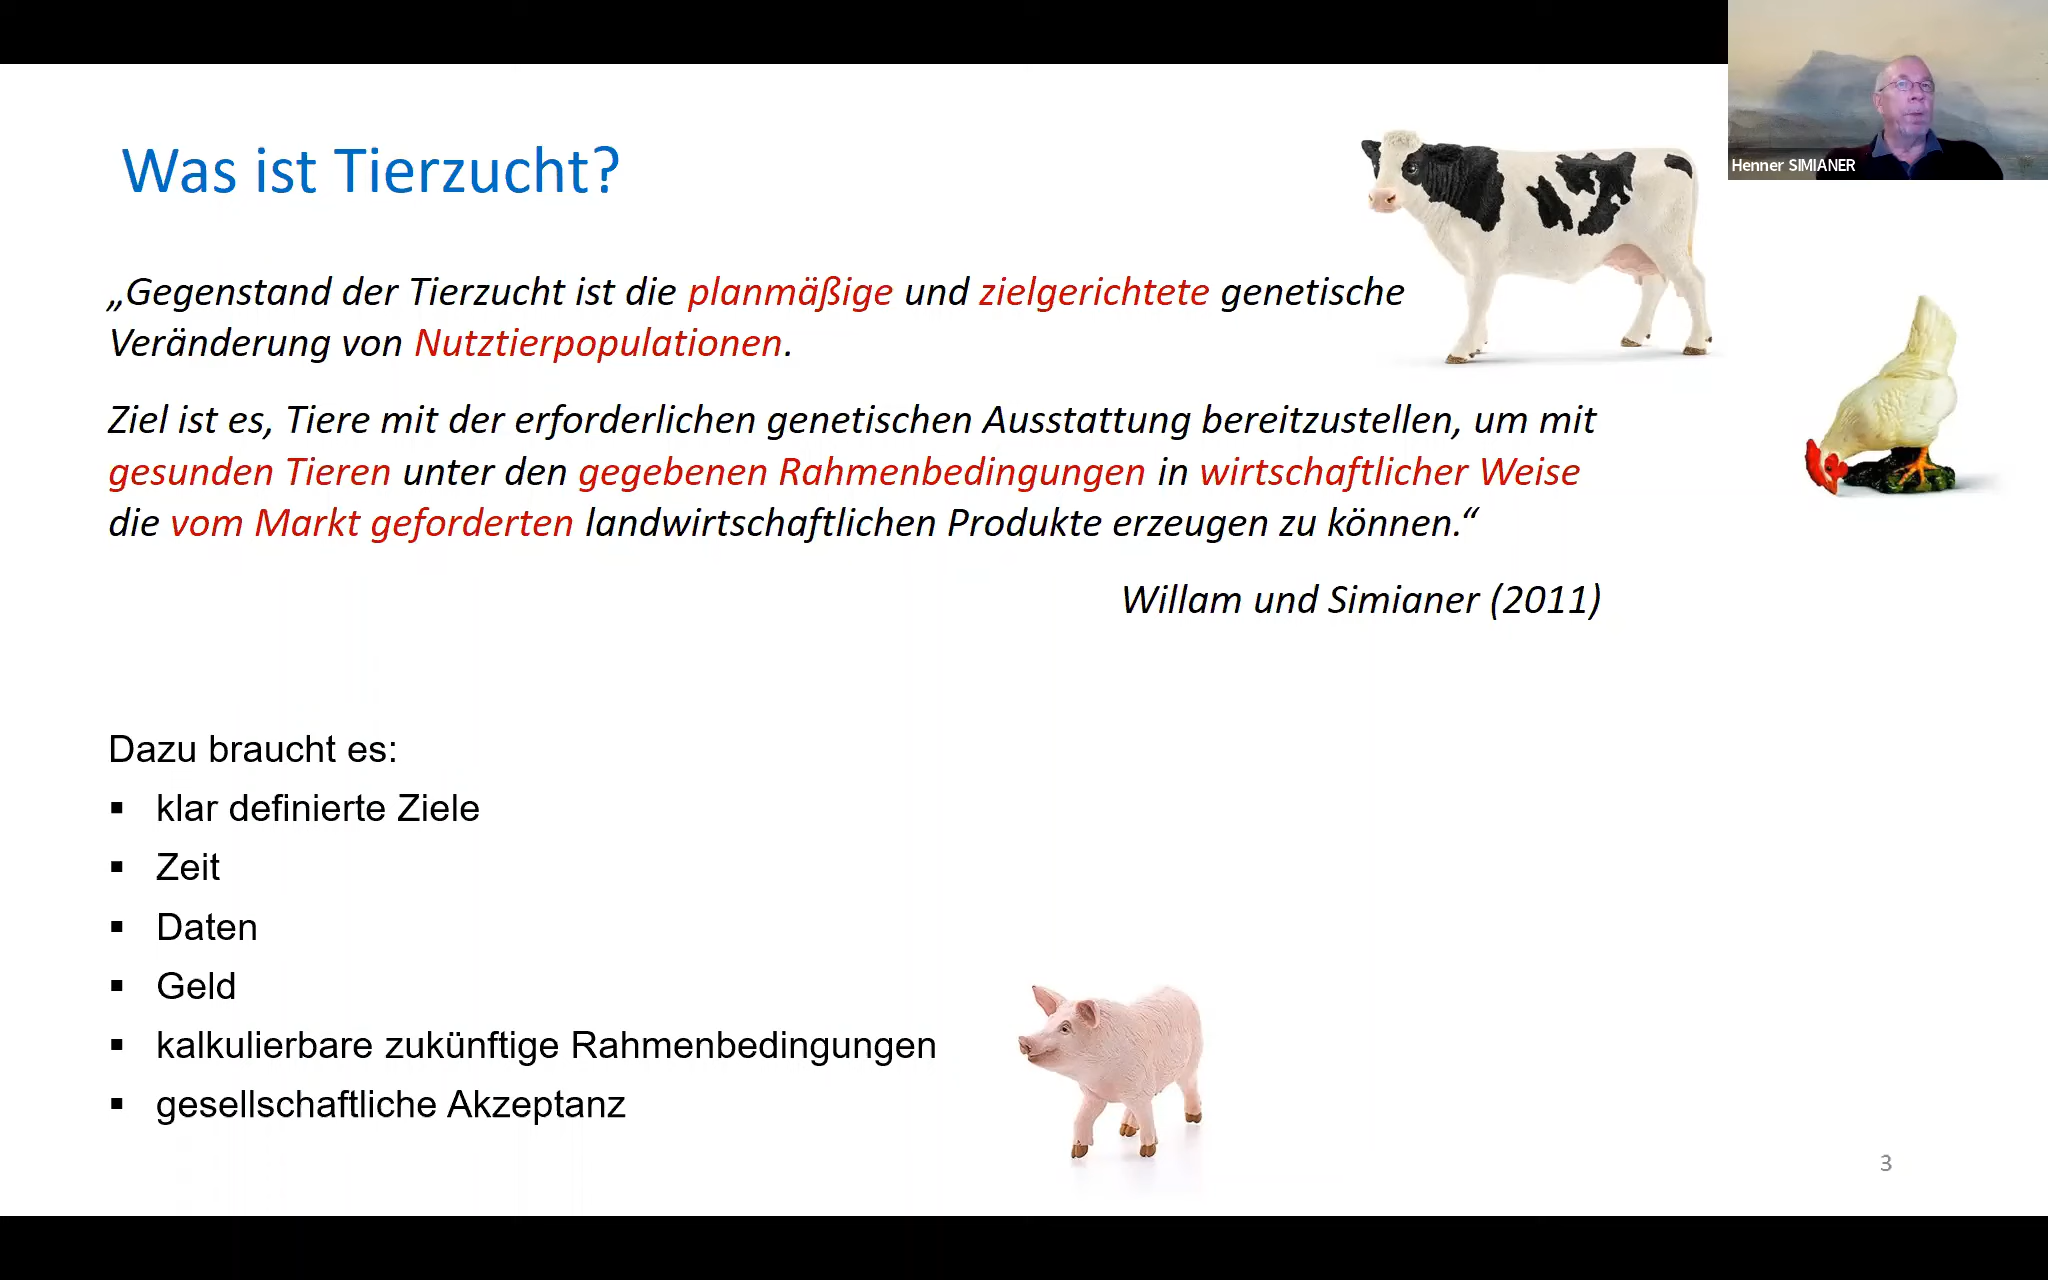 Henner SIMIANER
Was ist Tierzucht?
„Gegenstand der Tierzucht ist die planmäßige und zielgerichtete genetische
Veränderung von Nutztierpopulationen.
Ziel ist es, Tiere mit der erforderlichen genetischen Ausstattung bereitzustellen, um mit
gesunden Tieren unter den gegebenen Rahmenbedingungen in wirtschaftlicher Weise
die vom Markt geforderten landwirtschaftlichen Produkte erzeugen zu können.“
Willam und Simianer (2011)
Dazu braucht es:
▪ klar definierte Ziele
▪ Zeit
▪ Daten
▪ Geld
▪ kalkulierbare zukünftige Rahmenbedingungen
▪ gesellschaftliche Akzeptanz
3